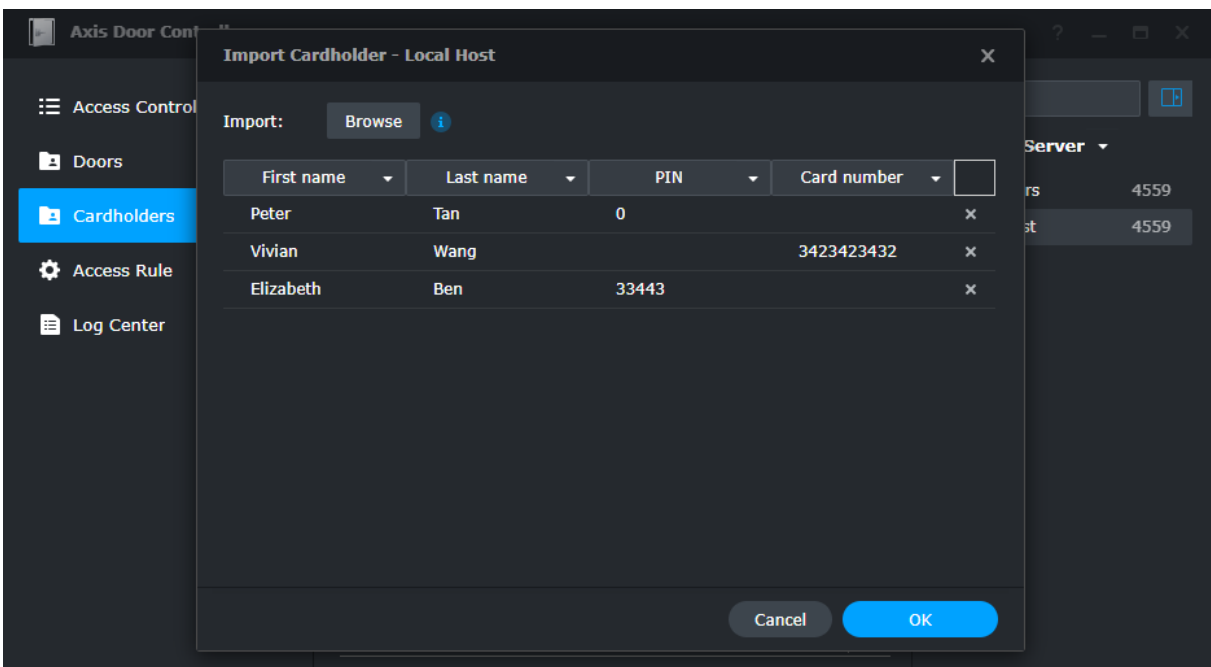 Axis Door Cont
Import Cardholder - Local Host
Access Control
Doors
Cardholders
Access Rule
Log Center
Import: Browse
First name Last name PIN Card number
Peter Tan 0
Vivian Wang 3423423432
Elizabeth Ben 33443
Cancel OK
Server
rs 4559
st 4559